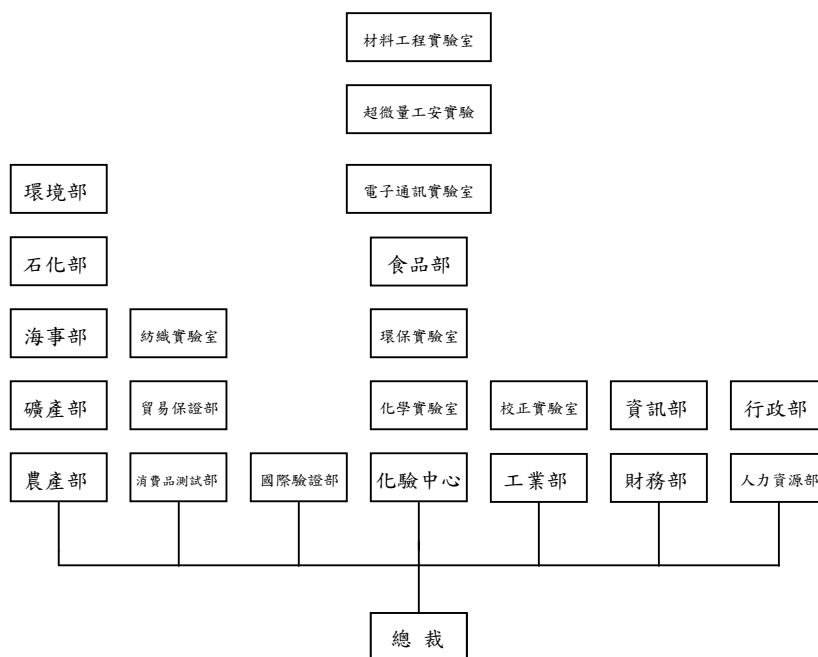 材料工程實驗室
超微量工安實驗
環境部 電子通訊實驗室
石化部 食品部
海事部 紡織實驗室 環保實驗室
礦產部 貿易保證部 化學實驗室 校正實驗室 資訊部 行政部
農產部 消費品測試部 國際驗證部 化驗中心 工業部 財務部 人力資源部
總 裁